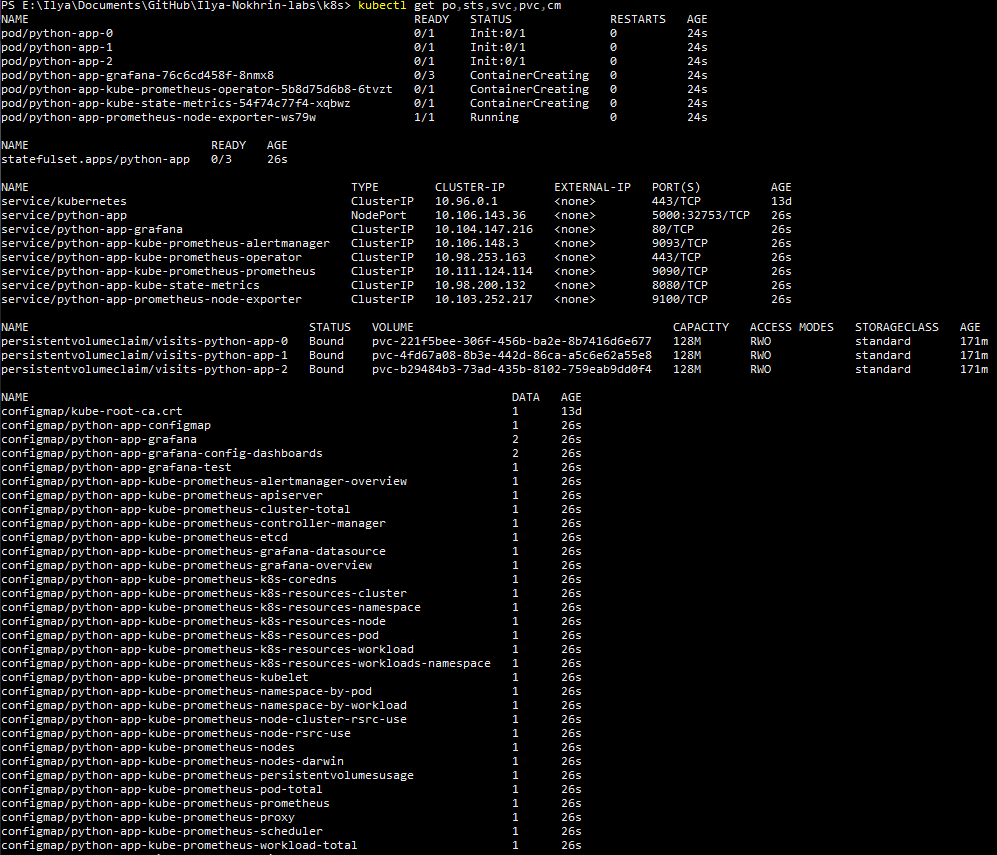 PS E:\Ilya\Documents\GitHub\Ilya-Nokhrin-labs\k8s> kubectl get po,sts,svc,pvc,cm
NAME READY STATUS RESTARTS AGE
pod/python-app-0 0/1 Init:0/1 0 24s
pod/python-app-1 0/1 Init:0/1 0 24s
pod/python-app-2 0/1 Init:0/1 0 24s
pod/python-app-grafana-76c6cd458f-8nmx8 0/3 ContainerCreating 0 24s
pod/python-app-kube-prometheus-operator-5b8d75d6b8-6tvzt 0/1 ContainerCreating 0 24s
pod/python-app-kube-state-metrics-54f74c77f4-xqbwz 0/1 ContainerCreating 0 24s
pod/python-app-prometheus-node-exporter-ws79w 1/1 Running 0 24s
NAME READY AGE
statefulset.apps/python-app 0/3 26s
NAME TYPE CLUSTER-IP EXTERNAL-IP PORT(S) AGE
service/kubernetes ClusterIP 10.96.0.1 <none> 443/TCP 13d
service/python-app NodePort 10.106.143.36 <none> 5000:32753/TCP 26s
service/python-app-grafana ClusterIP 10.104.147.216 <none> 80/TCP 26s
service/python-app-kube-prometheus-alertmanager ClusterIP 10.106.148.3 <none> 9093/TCP 26s
service/python-app-kube-prometheus-operator ClusterIP 10.98.253.163 <none> 443/TCP 26s
service/python-app-kube-prometheus-prometheus ClusterIP 10.111.124.114 <none> 9090/TCP 26s
service/python-app-kube-state-metrics ClusterIP 10.98.200.132 <none> 8080/TCP 26s
service/python-app-prometheus-node-exporter ClusterIP 10.103.252.217 <none> 9100/TCP 26s
NAME STATUS VOLUME CAPACITY ACCESS MODES STORAGECLASS AGE
persistentvolumeclaim/visits-python-app-0 Bound pvc-221f5bee-306f-456b-ba2e-8b7416d6e677 128M RWO standard 171m
persistentvolumeclaim/visits-python-app-1 Bound pvc-4fd67a08-8b3e-442d-86ca-a5c6e62a55e8 128M RWO standard 171m
persistentvolumeclaim/visits-python-app-2 Bound pvc-b29484b3-73ad-435b-8102-759eab9dd0f4 128M RWO standard 171m
NAME DATA AGE
configmap/kube-root-ca.crt 1 13d
configmap/python-app-configmap 1 26s
configmap/python-app-grafana 2 26s
configmap/python-app-grafana-config-dashboards 2 26s
configmap/python-app-grafana-test 1 26s
configmap/python-app-kube-prometheus-alertmanager-overview 1 26s
configmap/python-app-kube-prometheus-apiserver 1 26s
configmap/python-app-kube-prometheus-cluster-total 1 26s
configmap/python-app-kube-prometheus-controller-manager 1 26s
configmap/python-app-kube-prometheus-etcd 1 26s
configmap/python-app-kube-prometheus-grafana-datasource 1 26s
configmap/python-app-kube-prometheus-grafana-overview 1 26s
configmap/python-app-kube-prometheus-k8s-coredns 1 26s
configmap/python-app-kube-prometheus-k8s-resources-cluster 1 26s
configmap/python-app-kube-prometheus-k8s-resources-namespace 1 26s
configmap/python-app-kube-prometheus-k8s-resources-node 1 26s
configmap/python-app-kube-prometheus-k8s-resources-pod 1 26s
configmap/python-app-kube-prometheus-k8s-resources-workload 1 26s
configmap/python-app-kube-prometheus-k8s-resources-workloads-namespace 1 26s
configmap/python-app-kube-prometheus-kubelet 1 26s
configmap/python-app-kube-prometheus-namespace-by-pod 1 26s
configmap/python-app-kube-prometheus-namespace-by-workload 1 26s
configmap/python-app-kube-prometheus-node-cluster-rsrc-use 1 26s
configmap/python-app-kube-prometheus-node-rsrc-use 1 26s
configmap/python-app-kube-prometheus-nodes 1 26s
configmap/python-app-kube-prometheus-nodes-darwin 1 26s
configmap/python-app-kube-prometheus-persistentvolumesusage 1 26s
configmap/python-app-kube-prometheus-pod-total 1 26s
configmap/python-app-kube-prometheus-prometheus 1 26s
configmap/python-app-kube-prometheus-proxy 1 26s
configmap/python-app-kube-prometheus-scheduler 1 26s
configmap/python-app-kube-prometheus-workload-total 1 26s